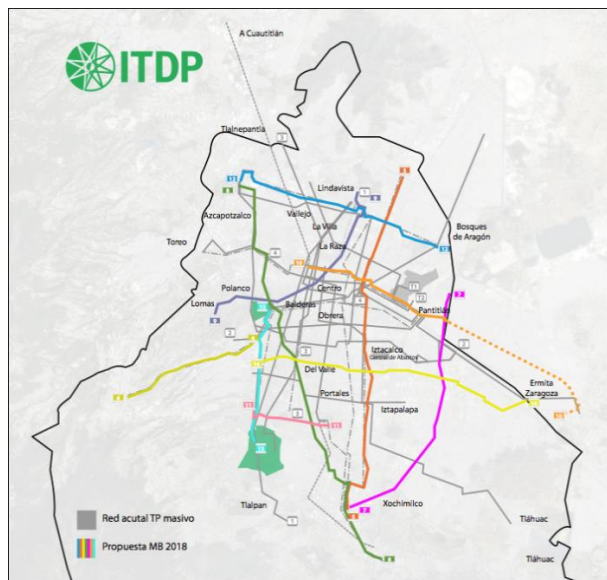 A Cuautitlán
ITDP
Tlalnepantla
Lindavista
Azcapotzalco
Vallejo
La Villa
Bosques
de Aragón
Toreo
La Raza
Polanco
Centro
Lomas
Balderas
Pantitlán
Obrera
Iztacalco
Central de Abastos
Del Valle
Ermita
Zaragoza
Portales
Iztapalapa
Tlalpan
Xochimilco
Red acutal TP masivo
Tláhuac
Propuesta MB 2018
Tláhuac